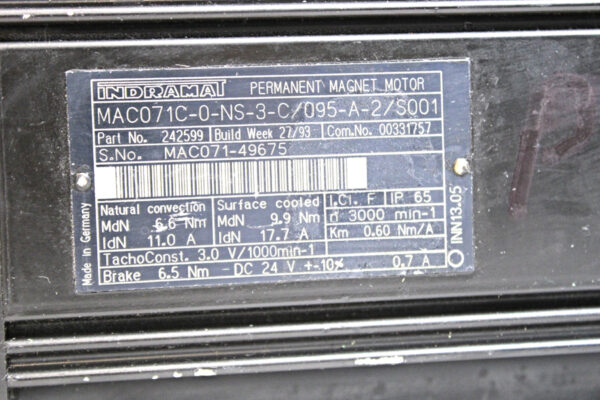 INDRAMAT PERMANENT MAGNET MOTOR
MAC071C-0-NS-3-C/095-A-2/S001
Part No. 242599 Build Week 27/93 Com.No. 00331757
S.No. MAC071-49675
Natural convection
MdN 6.6 Nm
IdN 11.0 A
Surface cooled
MdN 9.9 Nm
IdN 17.7 A
I.Cl. F IP 65
n 3000 min-1
Km 0.60 Nm/A
TachoConst. 3.0 V/1000min-1
Brake 6.5 Nm - DC 24 V +-10% 0.7 A
Made in Germany
INN13.05